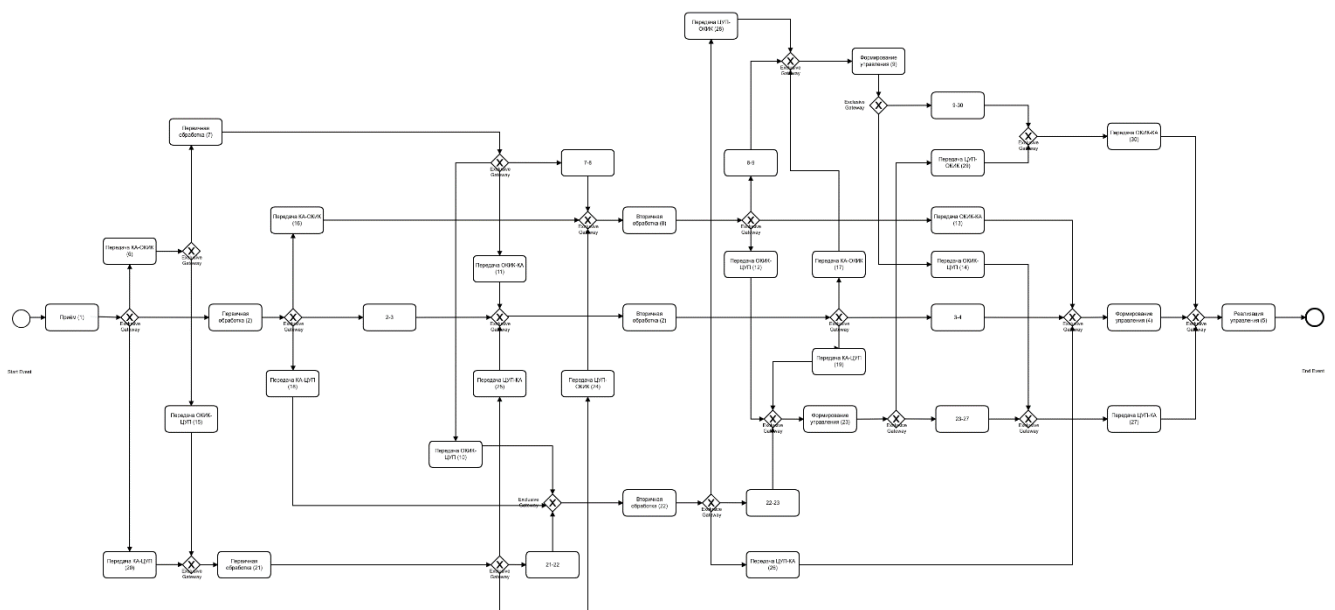 Передача ЦУП-
ОКИК (26)
Exclusive
Gateway
Формирование
управления (9)
Exclusive
Gateway
9-30
Передача ОКИК-КА
(30)
Exclusive
Gateway
Первичная
обработка (7)
Exclusive
Gateway
7-8
8-9
Передача ЦУП-
ОКИК (29)
Передача КА-ОКИК
(16)
Exclusive
Gateway
Вторичная
обработка (8)
Exclusive
Gateway
Передача ОКИК-КА
(12)
Передача КА-ОКИК
(6)
Exclusive
Gateway
Передача ОКИК-КА
(11)
Передача ОКИК-
ЦУП (13)
Передача КА-ОКИК
(17)
Передача ОКИК-
ЦУП (14)
Start Event
Приём (1)
Exclusive
Gateway
Первичная
обработка (2)
Exclusive
Gateway
2-3
Exclusive
Gateway
Вторичная
обработка (2)
Exclusive
Gateway
3-4
Exclusive
Gateway
Формирование
управления (4)
Exclusive
Gateway
Реализация
управления (5)
End Event
Передача КА-ЦУП
(18)
Передача ЦУП-КА
(25)
Передача ЦУП-
ОКИК (24)
Передача КА-ЦУП
(19)
Передача ОКИК-
ЦУП (15)
Exclusive
Gateway
Формирование
управления (23)
Exclusive
Gateway
23-27
Exclusive
Gateway
Передача ЦУП-КА
(27)
Передача ОКИК-
ЦУП (13)
Exclusive
Gateway
Вторичная
обработка (22)
Exclusive
Gateway
22-23
Передача КА-ЦУП
(20)
Exclusive
Gateway
Первичная
обработка (21)
Exclusive
Gateway
21-22
Передача ЦУП-КА